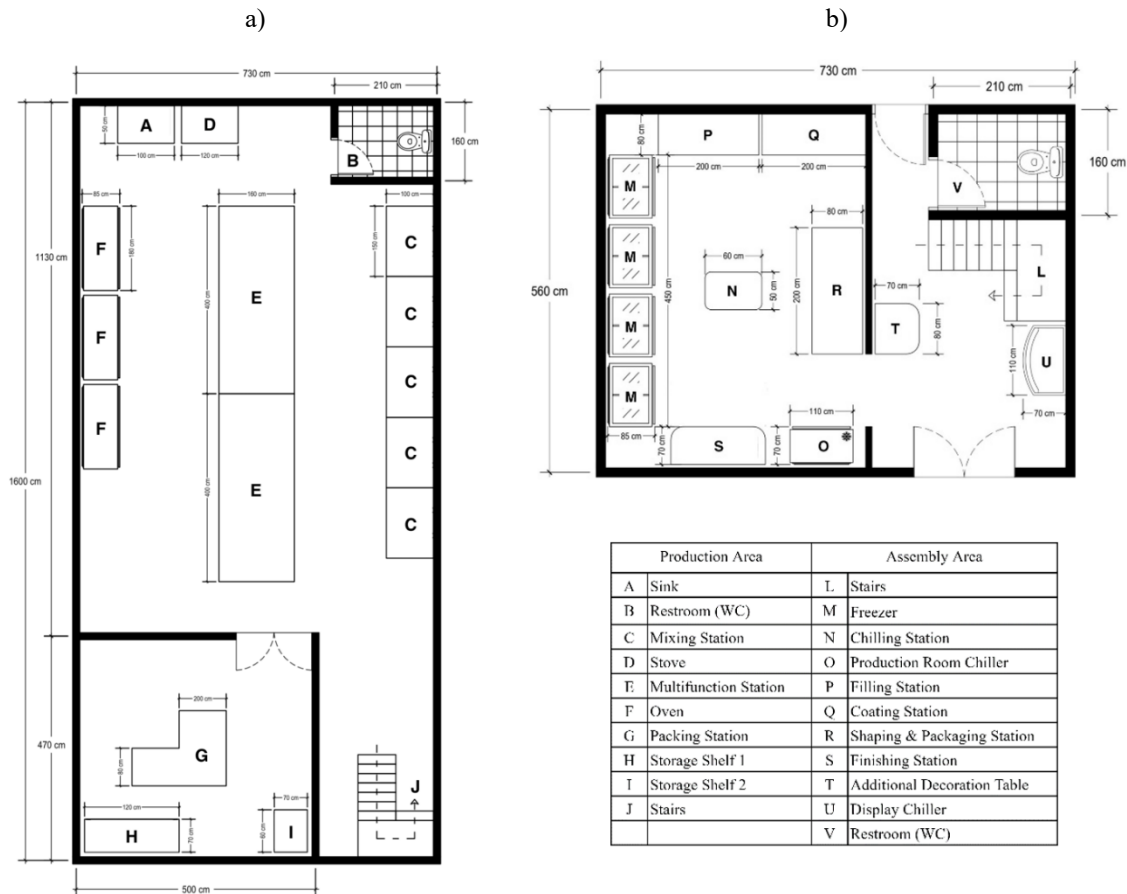 a)
730 cm
210 cm
50 cm
A
D
100 cm
120 cm
B
160 cm
85 cm
160 cm
100 cm
F
180 cm
400 cm
150 cm
C
1130 cm
E
C
F
C
F
C
400 cm
E
C
1600 cm
200 cm
470 cm
80 cm
G
J
120 cm
70 cm
H
70 cm
60 cm
I
500 cm
b)
730 cm
210 cm
80 cm
P
Q
200 cm
200 cm
160 cm
M
V
80 cm
M
60 cm
L
560 cm
450 cm
N
50 cm
200 cm
R
70 cm
M
T
80 cm
110 cm
U
M
110 cm
70 cm
85 cm
70 cm
S
70 cm
O
Production Area Assembly Area
A Sink L Stairs
B Restroom (WC) M Freezer
C Mixing Station N Chilling Station
D Stove O Production Room Chiller
E Multifunction Station P Filling Station
F Oven Q Coating Station
G Packing Station R Shaping & Packaging Station
H Storage Shelf 1 S Finishing Station
I Storage Shelf 2 T Additional Decoration Table
J Stairs U Display Chiller
V Restroom (WC)